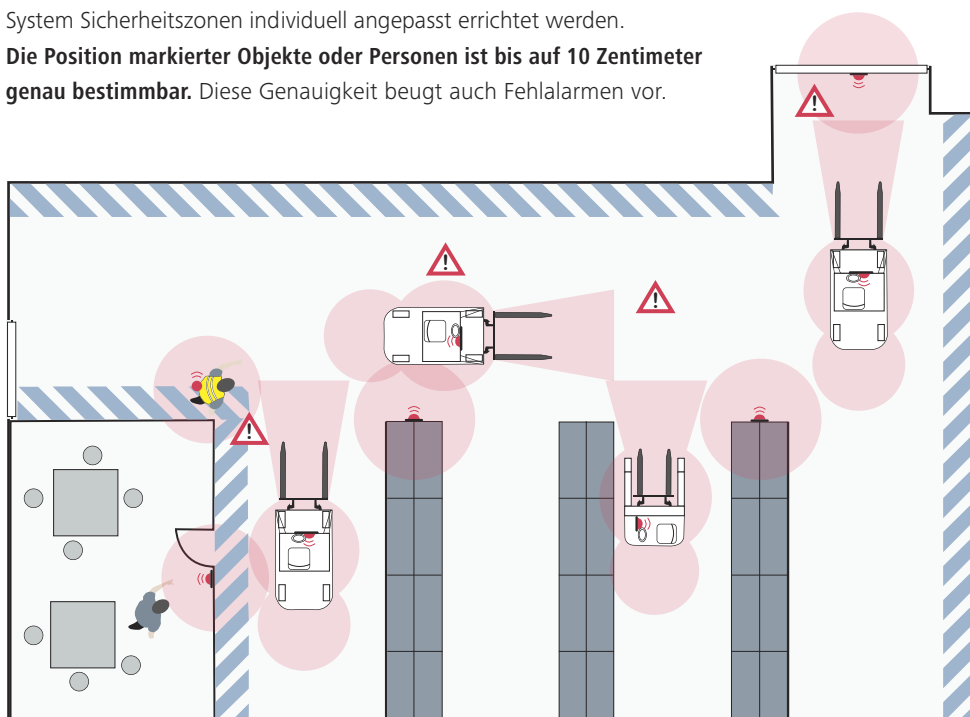 System Sicherheitszonen individuell angepasst errichtet werden.
Die Position markierter Objekte oder Personen ist bis auf 10 Zentimeter
genau bestimmbar. Diese Genauigkeit beugt auch Fehlalarmen vor.